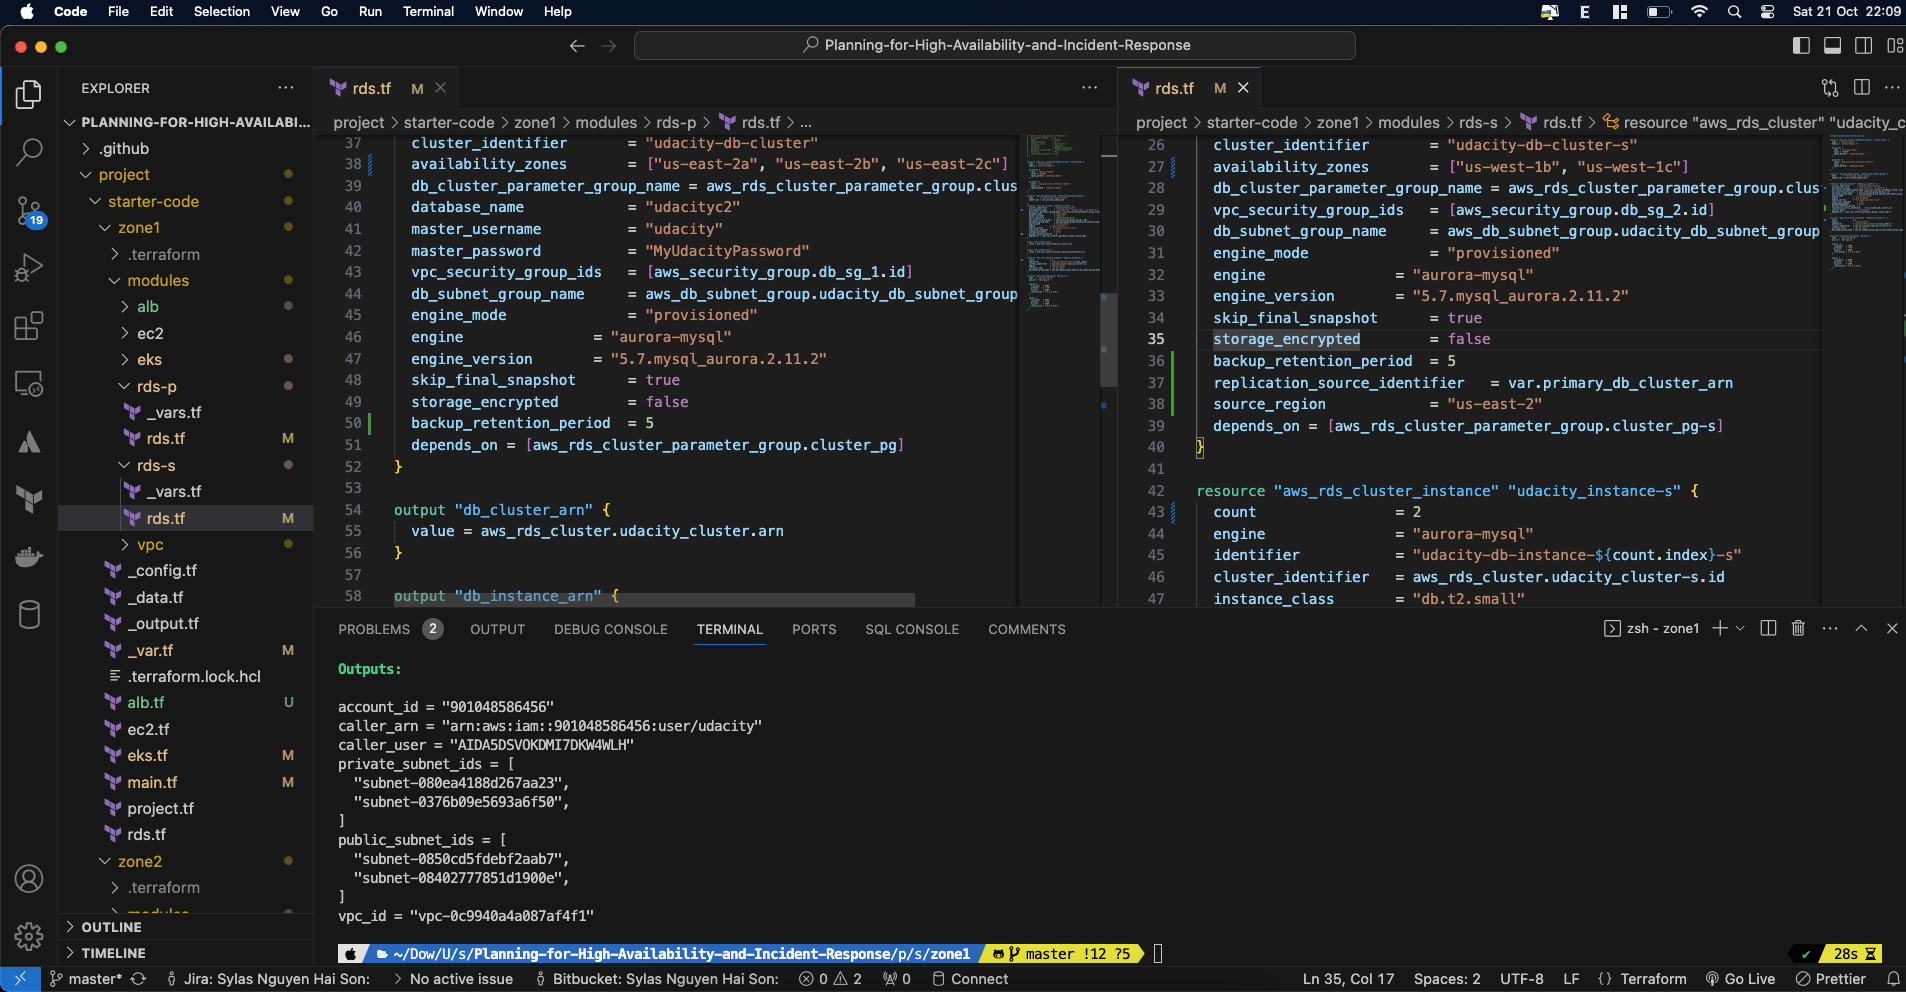 Code File Edit Selection View Go Run Terminal Window Help
Sat 21 Oct 22:09
Planning-for-High-Availability-and-Incident-Response
EXPLORER
PLANNING-FOR-HIGH-AVAILABI...
.github
project
starter-code
zone1
.terraform
modules
alb
ec2
eks
rds-p
_vars.tf
rds.tf M
rds-s
_vars.tf
rds.tf M
vpc
_config.tf
_data.tf
_output.tf
_var.tf M
.terraform.lock.hcl
alb.tf U
ec2.tf
eks.tf M
main.tf M
project.tf
rds.tf
zone2
.terraform
OUTLINE
TIMELINE
19
rds.tf M
project > starter-code > zone1 > modules > rds-p > rds.tf > ...
37 cluster_identifier = "udacity-db-cluster"
38 availability_zones = ["us-east-2a", "us-east-2b", "us-east-2c"]
39 db_cluster_parameter_group_name = aws_rds_cluster_parameter_group.clus
40 database_name = "udacityc2"
41 master_username = "udacity"
42 master_password = "MyUdacityPassword"
43 vpc_security_group_ids = [aws_security_group.db_sg_1.id]
44 db_subnet_group_name = aws_db_subnet_group.udacity_db_subnet_group
45 engine_mode = "provisioned"
46 engine = "aurora-mysql"
47 engine_version = "5.7.mysql_aurora.2.11.2"
48 skip_final_snapshot = true
49 storage_encrypted = false
50 backup_retention_period = 5
51 depends_on = [aws_rds_cluster_parameter_group.cluster_pg]
52 }
53
54 output "db_cluster_arn" {
55 value = aws_rds_cluster.udacity_cluster.arn
56 }
57
58 output "db_instance_arn" {
rds.tf M
project > starter-code > zone1 > modules > rds-s > rds.tf > resource "aws_rds_cluster" "udacity_c
26 cluster_identifier = "udacity-db-cluster-s"
27 availability_zones = ["us-west-1b", "us-west-1c"]
28 db_cluster_parameter_group_name = aws_rds_cluster_parameter_group.clus
29 vpc_security_group_ids = [aws_security_group.db_sg_2.id]
30 db_subnet_group_name = aws_db_subnet_group.udacity_db_subnet_group
31 engine_mode = "provisioned"
32 engine = "aurora-mysql"
33 engine_version = "5.7.mysql_aurora.2.11.2"
34 skip_final_snapshot = true
35 storage_encrypted = false
36 backup_retention_period = 5
37 replication_source_identifier = var.primary_db_cluster_arn
38 source_region = "us-east-2"
39 depends_on = [aws_rds_cluster_parameter_group.cluster_pg-s]
40 }
41
42 resource "aws_rds_cluster_instance" "udacity_instance-s" {
43 count = 2
44 engine = "aurora-mysql"
45 identifier = "udacity-db-instance-${count.index}-s"
46 cluster_identifier = aws_rds_cluster.udacity_cluster-s.id
47 instance_class = "db.t2.small"
PROBLEMS 2 OUTPUT DEBUG CONSOLE TERMINAL PORTS SQL CONSOLE COMMENTS
zsh - zone1
Outputs:
account_id = "901048586456"
caller_arn = "arn:aws:iam::901048586456:user/udacity"
caller_user = "AIDA5DSVOKDMI7DKW4WLH"
private_subnet_ids = [
"subnet-080ea4188d267aa23",
"subnet-0376b09e5693a6f50",
]
public_subnet_ids = [
"subnet-0850cd5fdebf2aab7",
"subnet-08402777851d1900e",
]
vpc_id = "vpc-0c9940a4a087af4f1"
~/Dow/U/s/Planning-for-High-Availability-and-Incident-Response/p/s/zone1 master !12 ?5
28s
master* Jira: Sylas Nguyen Hai Son: > No active issue Bitbucket: Sylas Nguyen Hai Son: 0 2 0 Connect
Ln 35, Col 17 Spaces: 2 UTF-8 LF {} Terraform Go Live Prettier